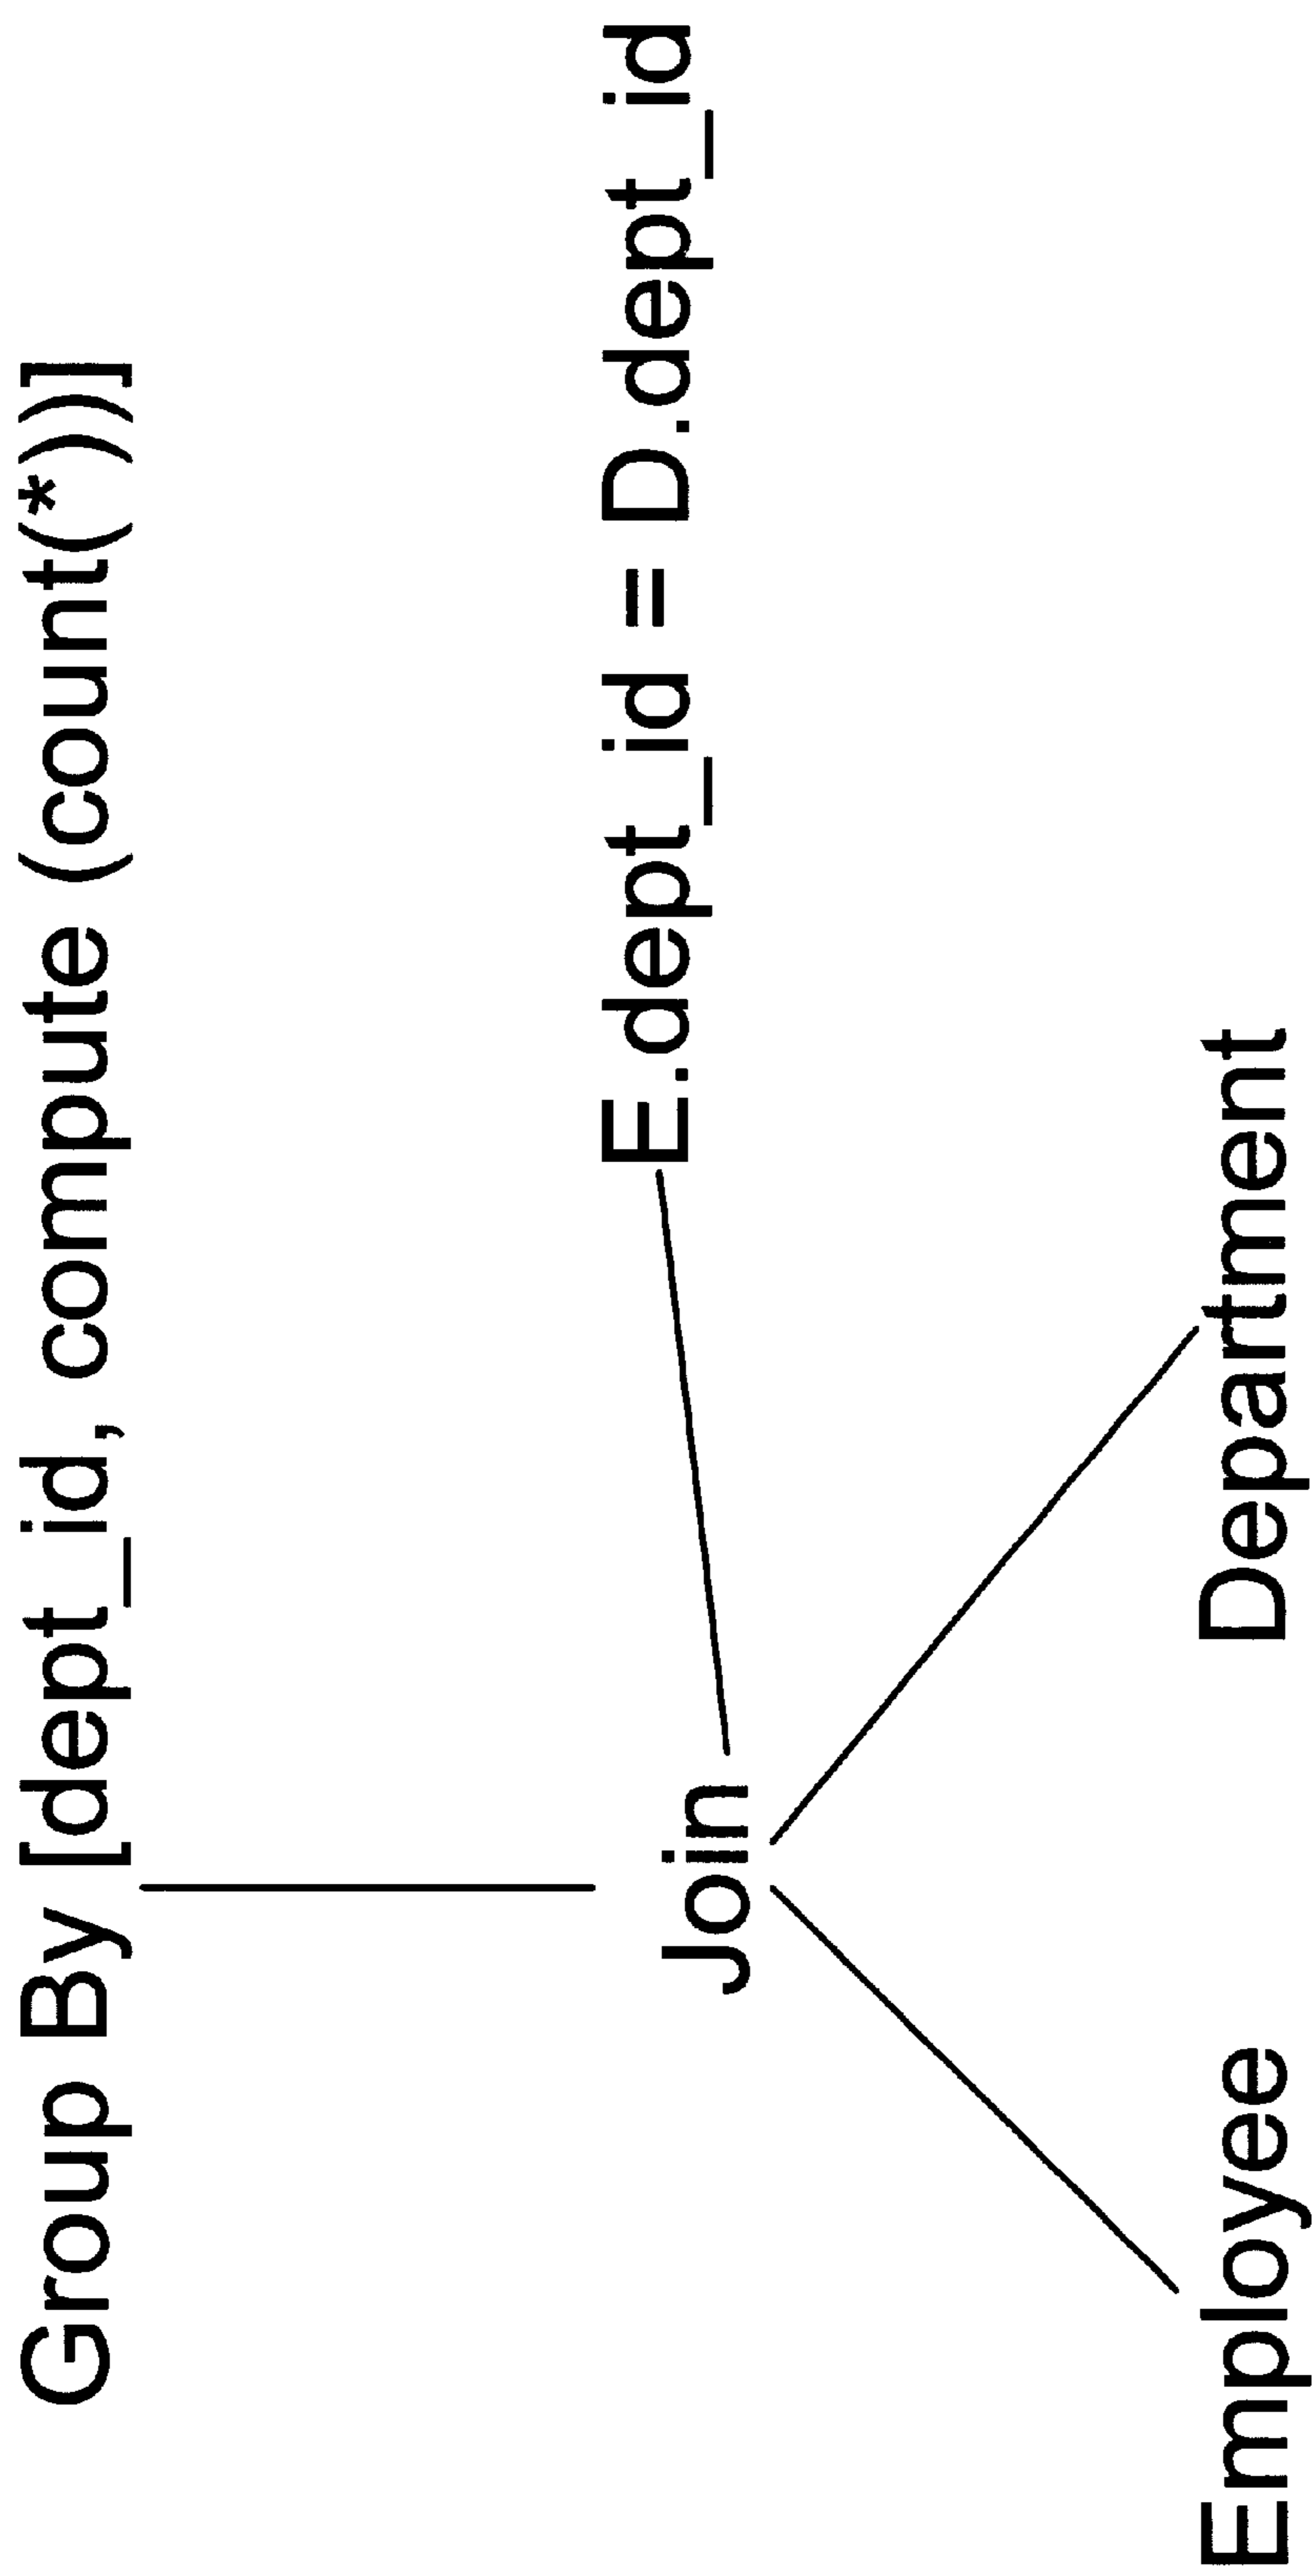 Group By [dept_id, compute (count(*))]
E.dept_id = D.dept_id
Join
Employee
Department